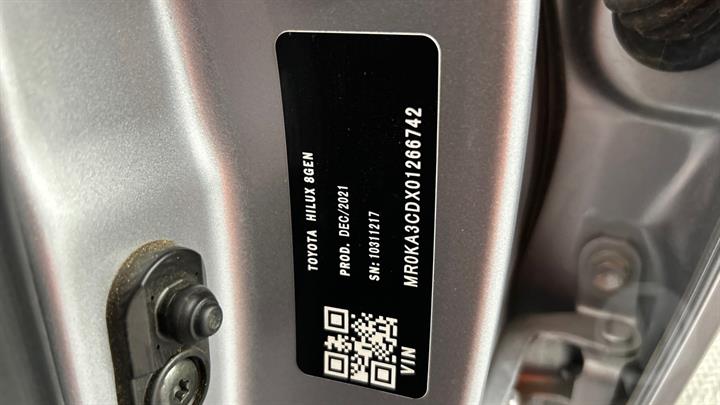 TOYOTA HILUX 8GEN
PROD. DEC/2021
SN: 10311217
VIN MR0KA3CDX01266742